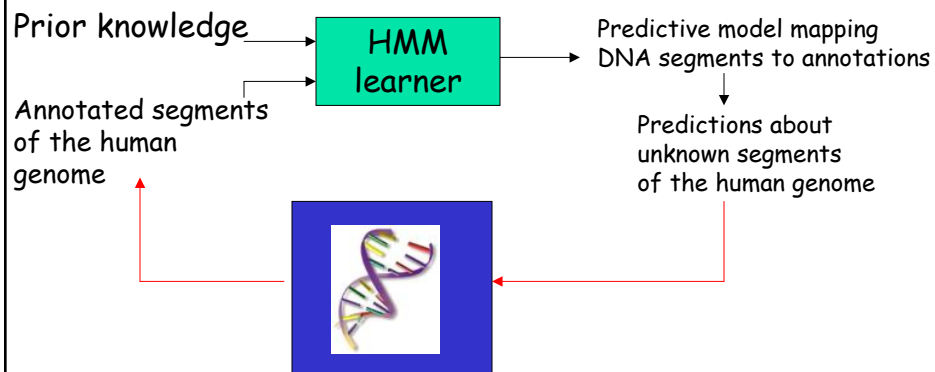 Prior knowledge
HMM
learner
Predictive model mapping
DNA segments to annotations
Annotated segments
of the human
genome
Predictions about
unknown segments
of the human genome